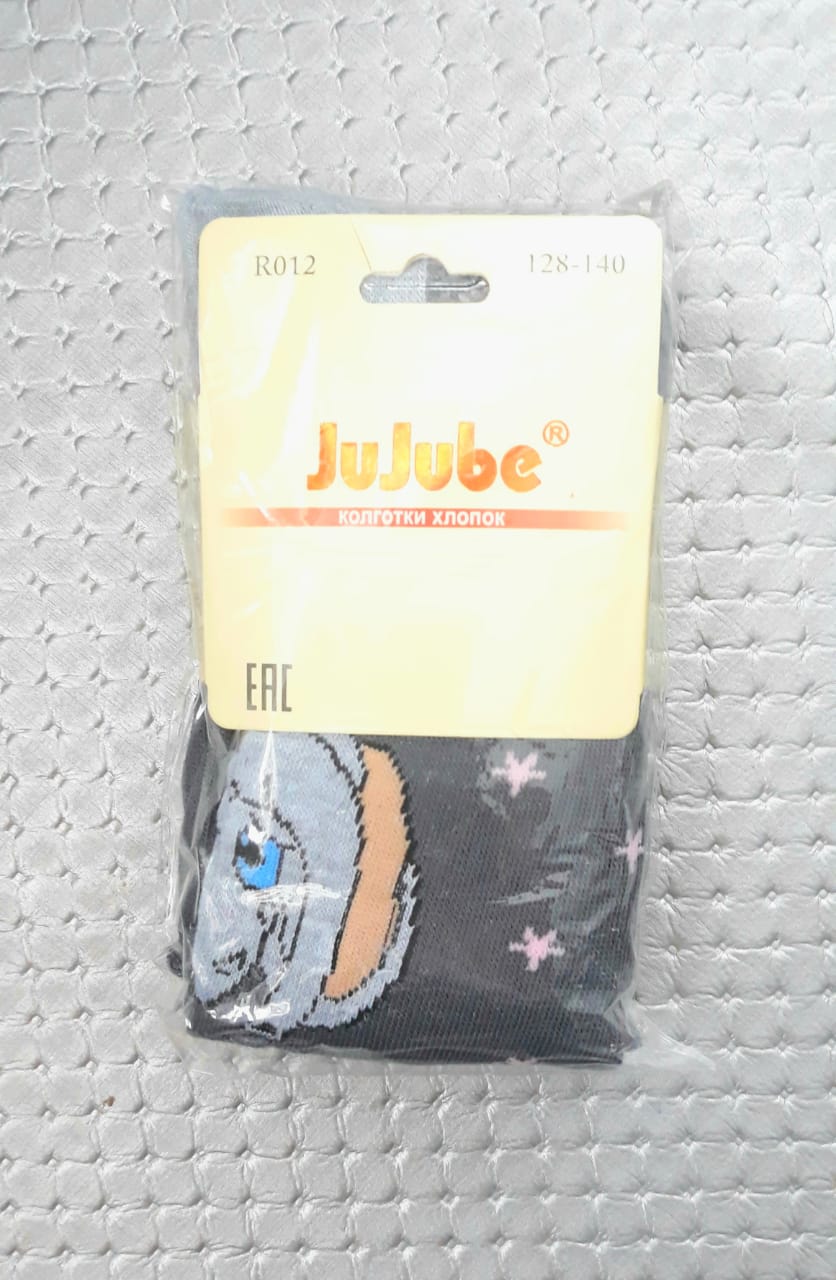 R012
128-140
JuJube®
КОЛГОТКИ ХЛОПОК
EAC